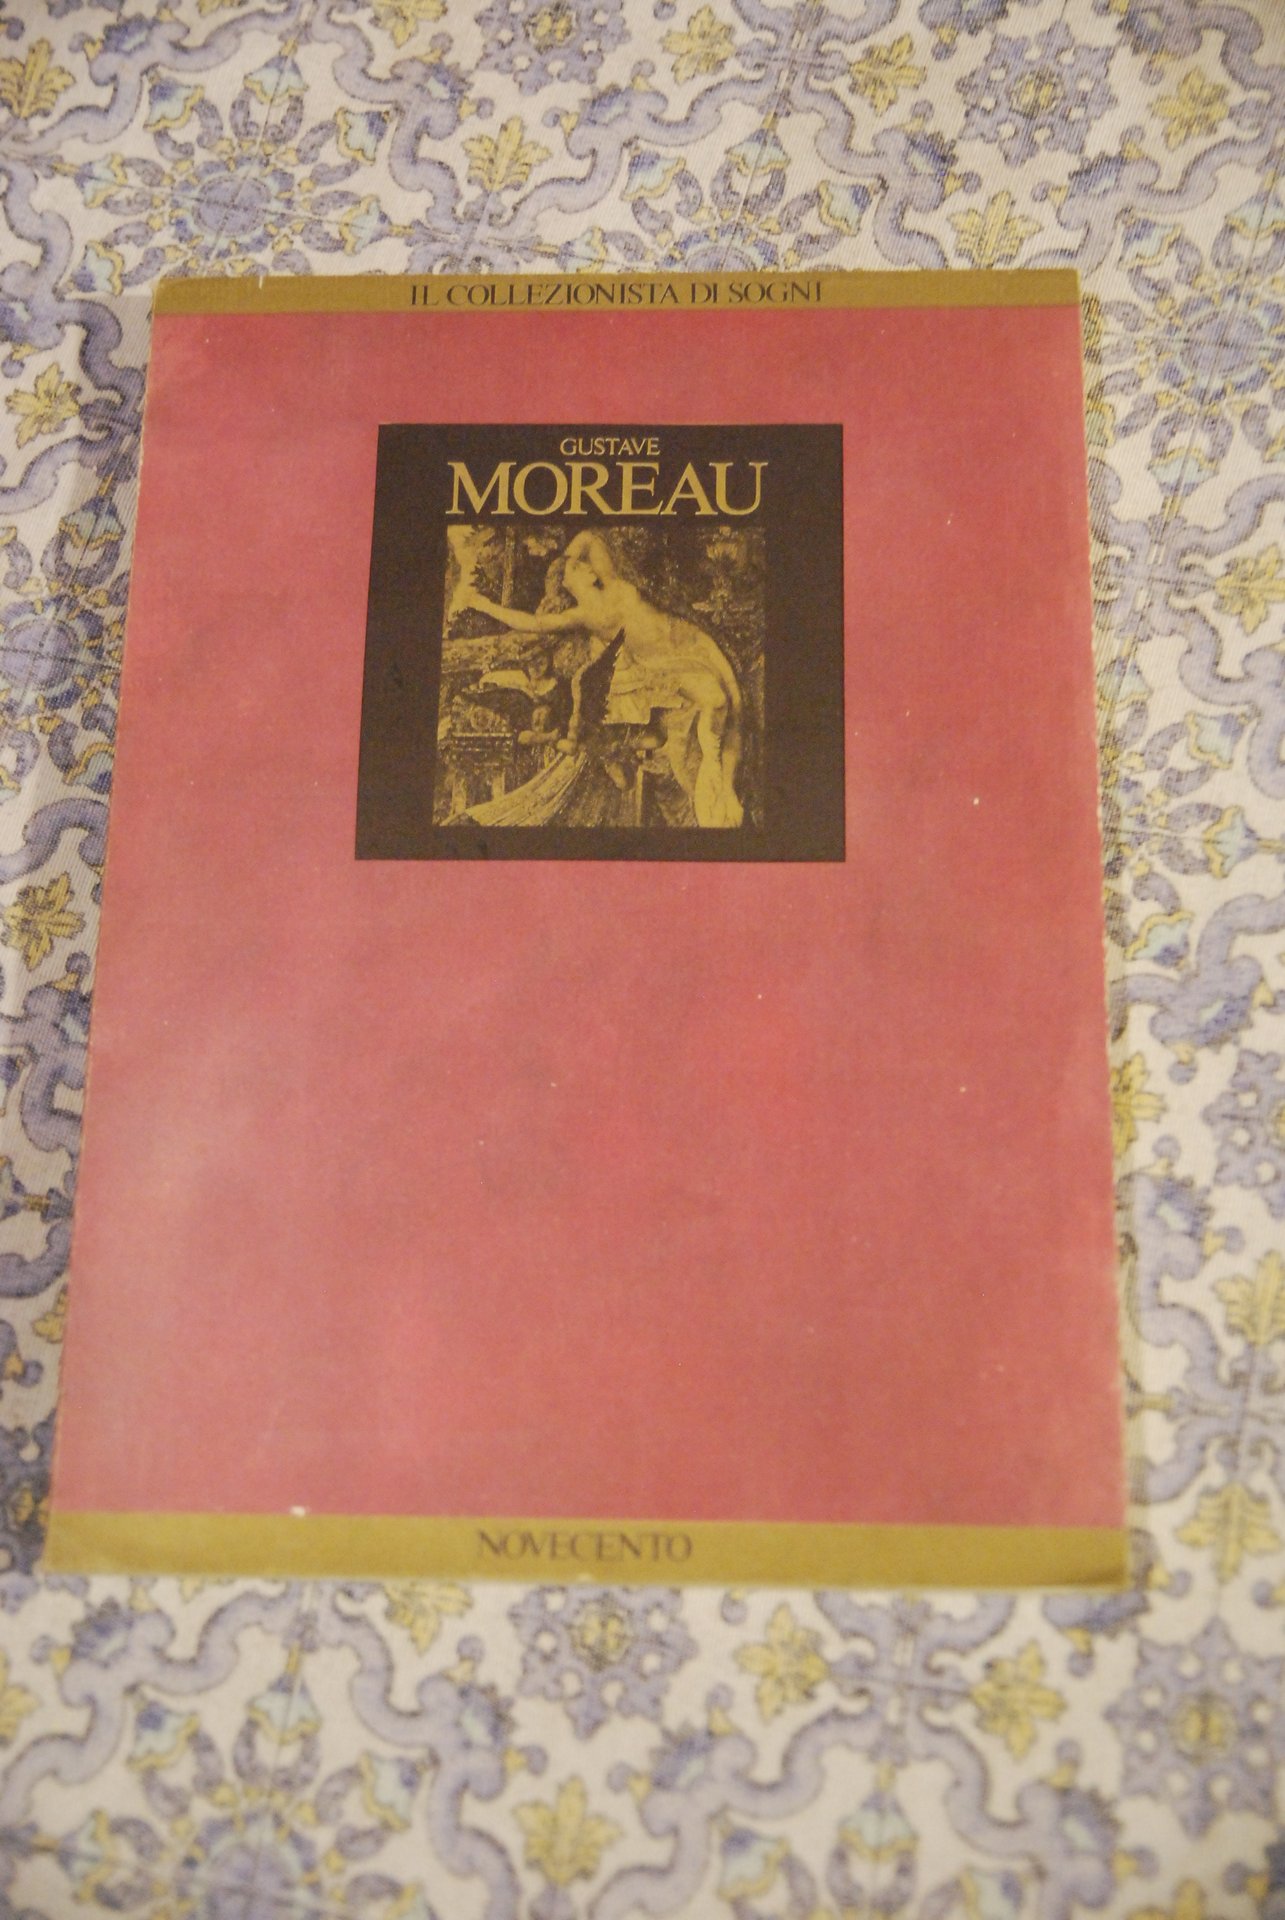 IL COLLEZIONISTA DI SOGNI
GUSTAVE
MOREAU
NOVECENTO